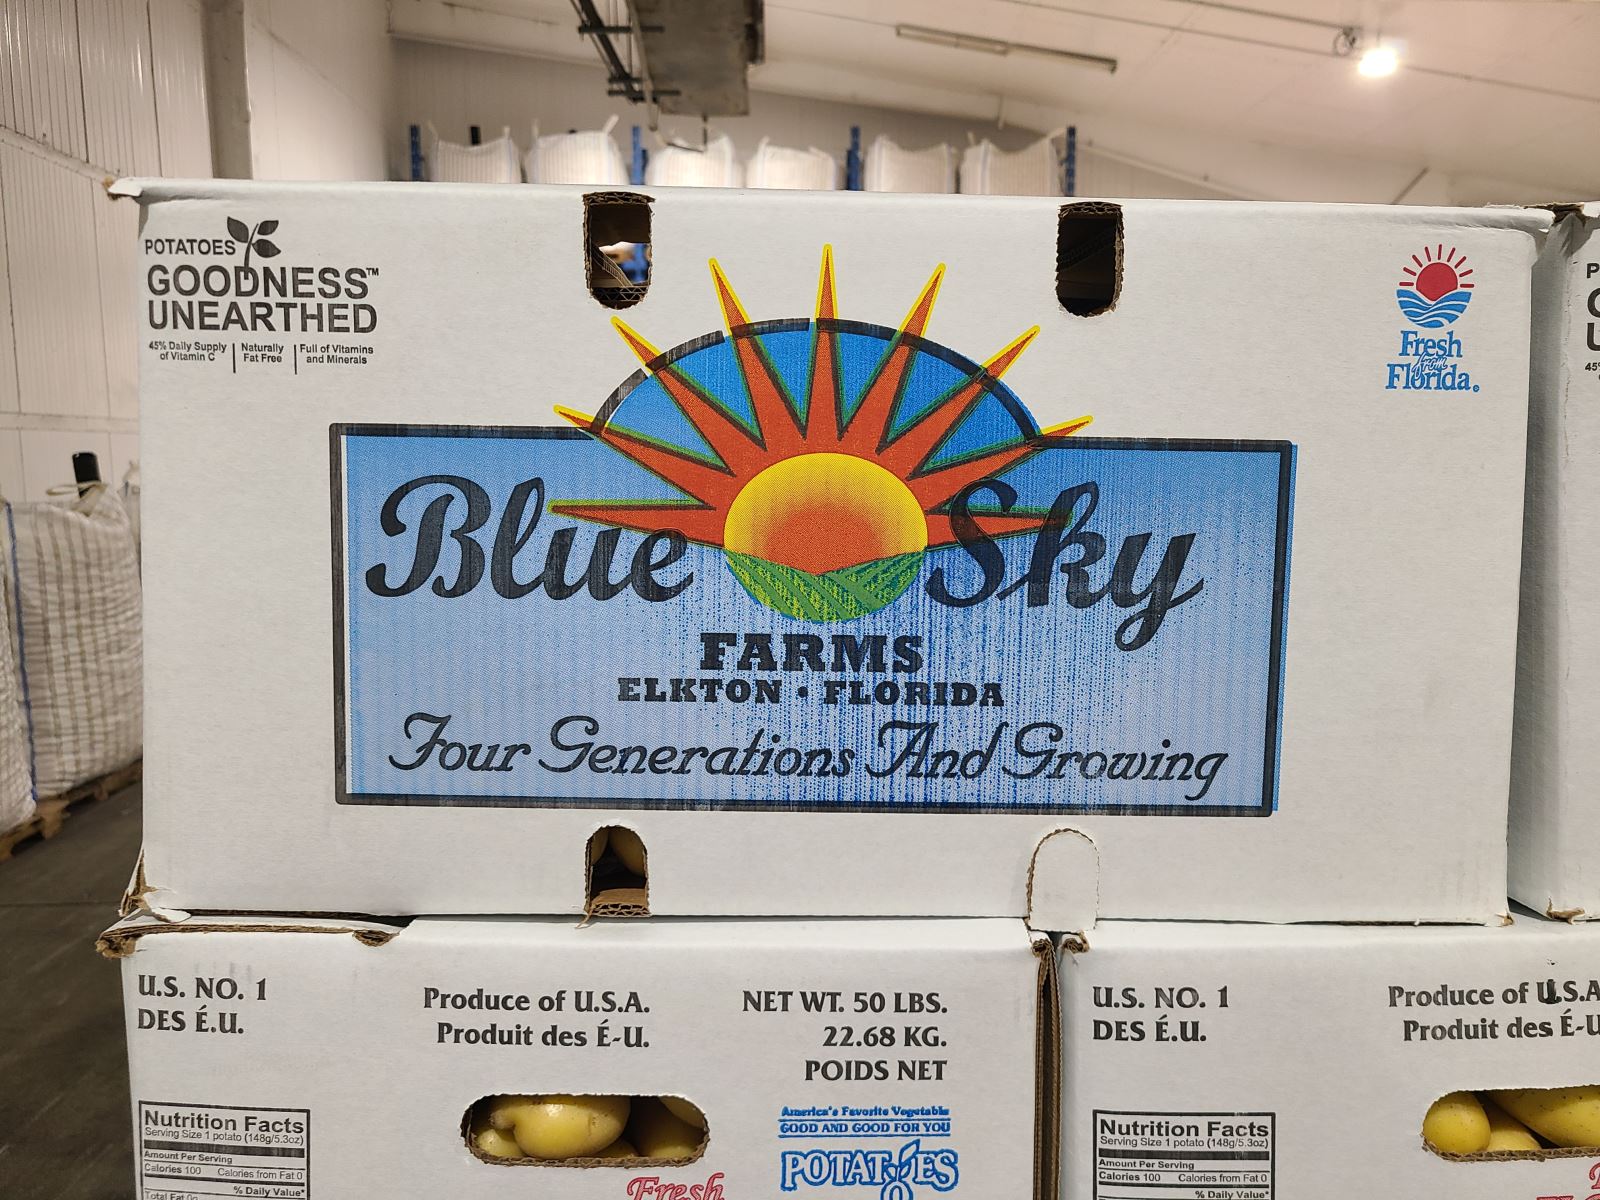 POTATOES
GOODNESS™
UNEARTHED
45% Daily Supply of Vitamin C | Naturally Fat Free | Full of Vitamins and Minerals
Fresh
from
Florida®
Blue Sky
FARMS
ELKTON • FLORIDA
Four Generations And Growing
U.S. NO. 1
DES É.U.
Produce of U.S.A.
Produit des É-U.
NET WT. 50 LBS.
22.68 KG.
POIDS NET
Nutrition Facts
Serving Size 1 potato (148g/5.3oz)
Amount Per Serving
Calories 100 Calories from Fat 0
% Daily Value*
Total Fat 0g
America's Favorite Vegetable
GOOD AND GOOD FOR YOU
POTATOES
Fresh
U.S. NO. 1
DES É.U.
Produce of U.S.A
Produit des É-U
Nutrition Facts
Serving Size 1 potato (148g/5.3oz)
Amount Per Serving
Calories 100 Calories from Fat 0
% Daily Value*